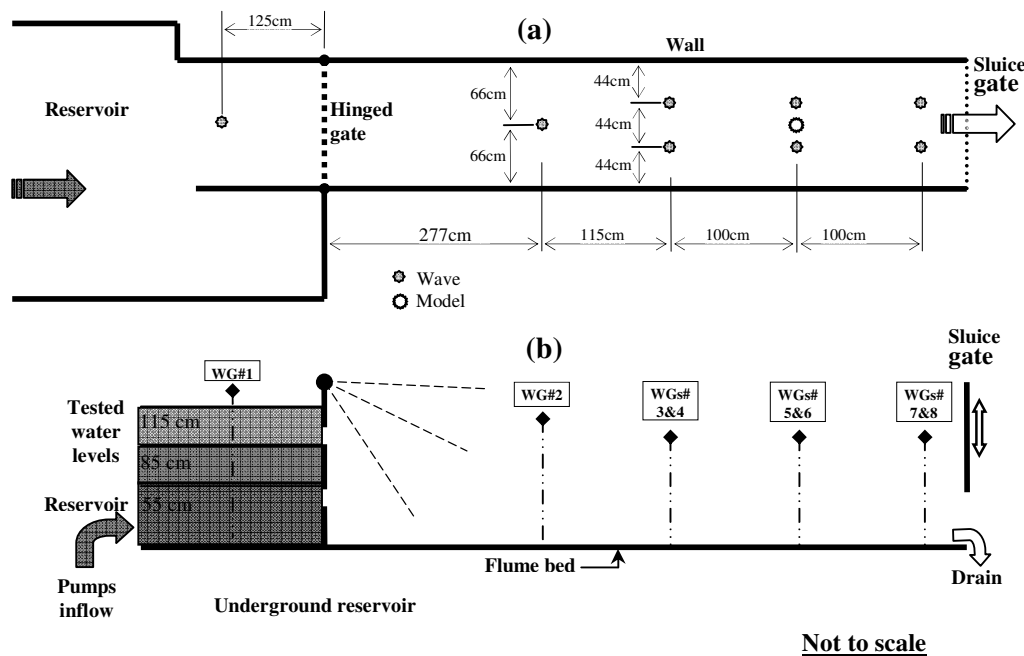 125cm
(a)
Wall
Sluice
gate
Reservoir
Hinged
gate
66cm
66cm
44cm
44cm
44cm
277cm
115cm
100cm
100cm
Wave
Model
(b)
Sluice
gate
WG#1
WG#2
WGs#
3&4
WGs#
5&6
WGs#
7&8
Tested
water
levels
115 cm
85 cm
55 cm
Reservoir
Pumps
inflow
Flume bed
Drain
Underground reservoir
Not to scale